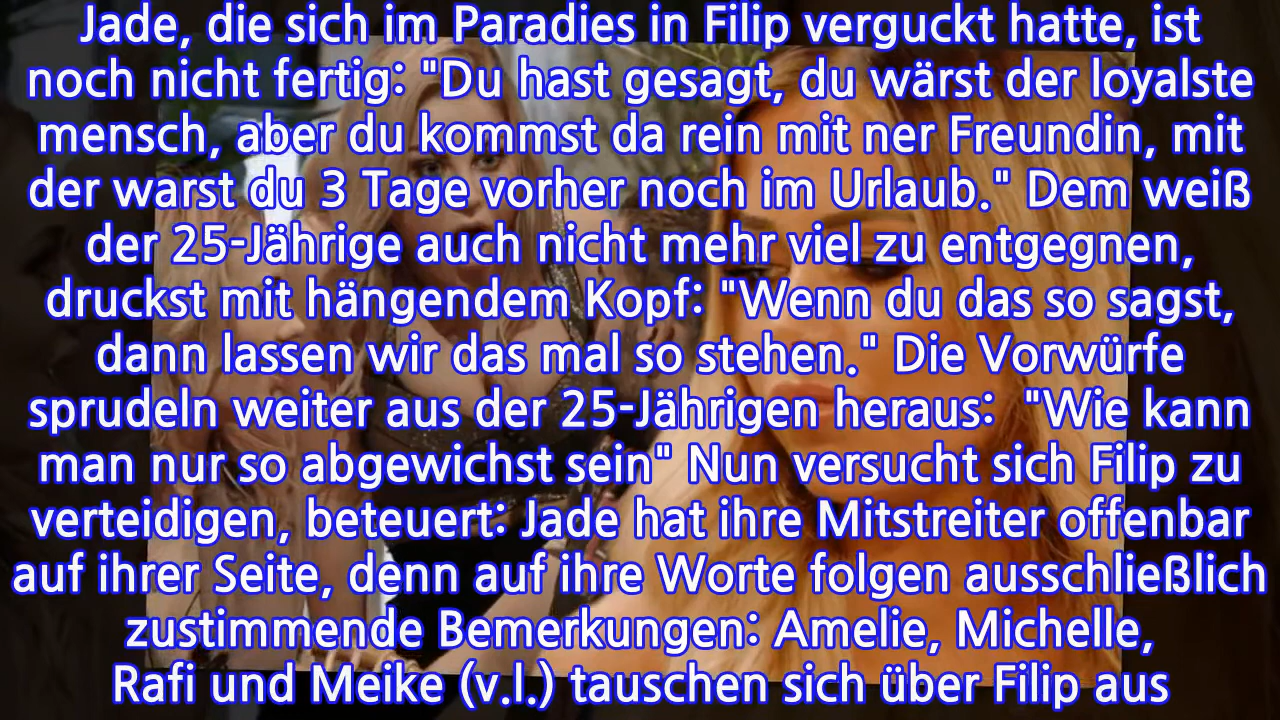 Jade, die sich im Paradies in Filip verguckt hatte, ist
noch nicht fertig: "Du hast gesagt, du wärst der loyalste
mensch, aber du kommst da rein mit ner Freundin, mit
der warst du 3 Tage vorher noch im Urlaub." Dem weiß
der 25-Jährige auch nicht mehr viel zu entgegnen,
druckst mit hängendem Kopf: "Wenn du das so sagst,
dann lassen wir das mal so stehen." Die Vorwürfe
sprudeln weiter aus der 25-Jährigen heraus: "Wie kann
man nur so abgewichst sein" Nun versucht sich Filip zu
verteidigen, beteuert: Jade hat ihre Mitstreiter offenbar
auf ihrer Seite, denn auf ihre Worte folgen ausschließlich
zustimmende Bemerkungen: Amelie, Michelle,
Rafi und Meike (v.l.) tauschen sich über Filip aus